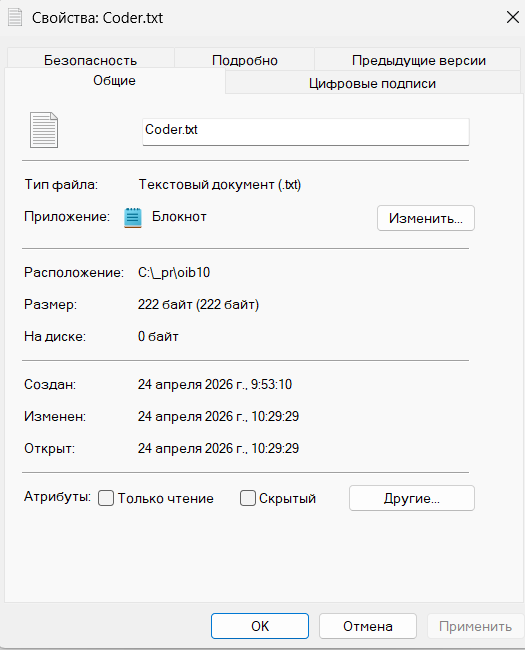 Свойства: Coder.txt
Безопасность Подробно Предыдущие версии
Общие Цифровые подписи
Coder.txt
Тип файла: Текстовый документ (.txt)
Приложение: Блокнот Изменить...
Расположение: C:\_pr\oib10
Размер: 222 байт (222 байт)
На диске: 0 байт
Создан: 24 апреля 2026 г., 9:53:10
Изменен: 24 апреля 2026 г., 10:29:29
Открыт: 24 апреля 2026 г., 10:29:29
Атрибуты: Только чтение Скрытый Другие...
OK Отмена Применить